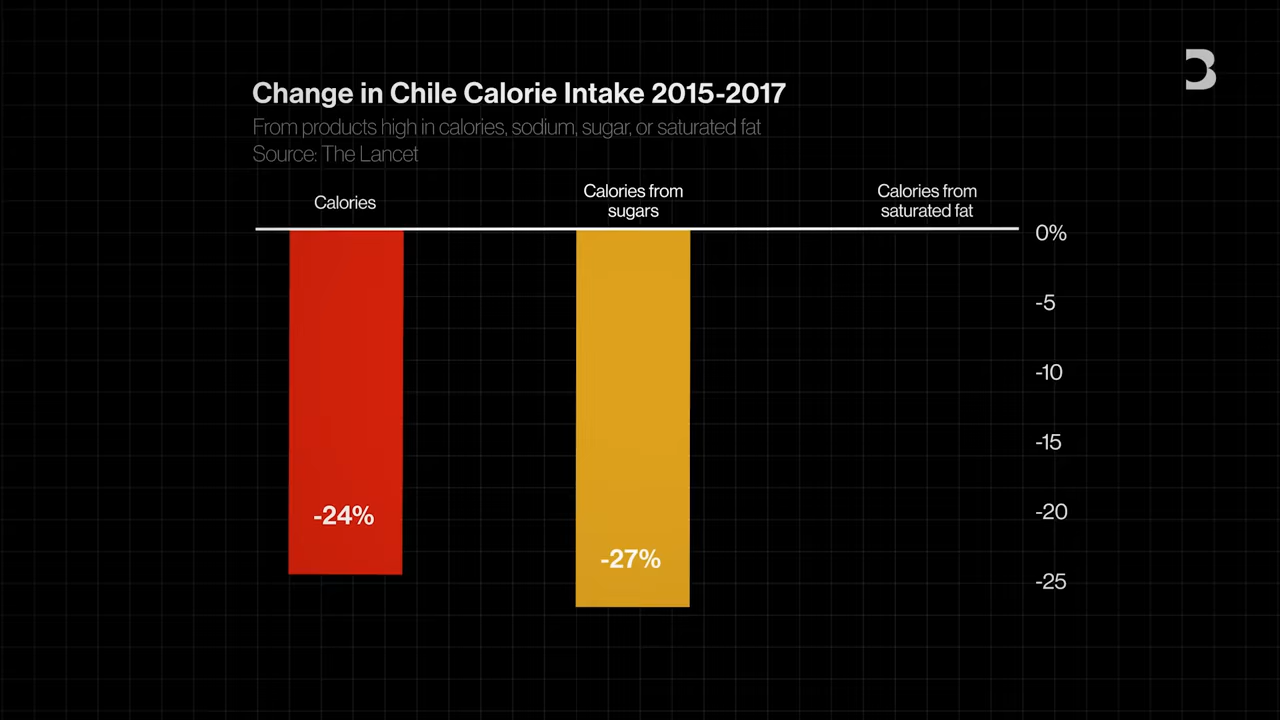 Change in Chile Calorie Intake 2015-2017
From products high in calories, sodium, sugar, or saturated fat
Source: The Lancet
Calories
Calories from
sugars
Calories from
saturated fat
0%
-5
-10
-15
-20
-25
-24%
-27%